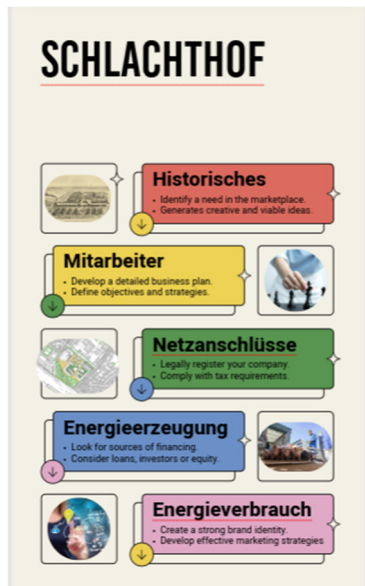 SCHLACHTHOF
Historisches
Identify a need in the marketplace.
Generates creative and viable ideas.
Mitarbeiter
Develop a detailed business plan.
Define objectives and strategies.
Netzanschlüsse
Legally register your company.
Comply with tax requirements.
Energieerzeugung
Look for sources of financing.
Consider loans, investors or equity.
Energieverbrauch
Create a strong brand identity.
Develop effective marketing strategies